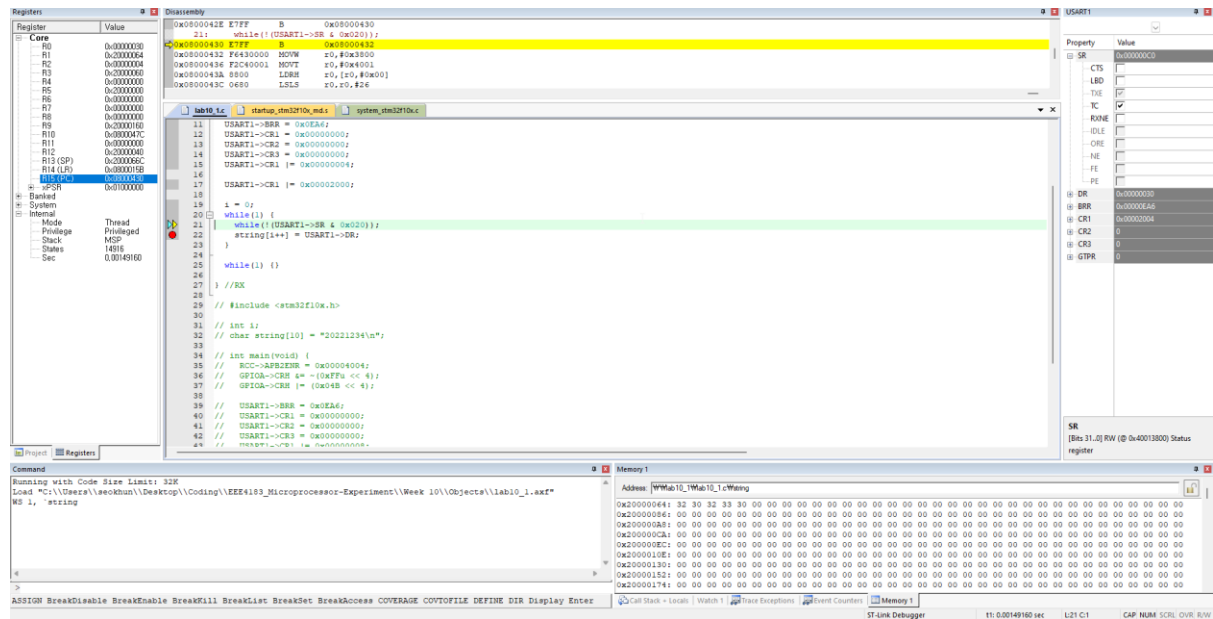 Registers
Register Value
Core
R0 0x00000030
R1 0x20000064
R2 0x00000004
R3 0x20000060
R4 0x00000000
R5 0x20000000
R6 0x00000000
R7 0x00000000
R8 0x00000000
R9 0x20000160
R10 0x0800047C
R11 0x00000000
R12 0x20000040
R13 (SP) 0x2000066C
R14 (LR) 0x0800015B
R15 (PC) 0x08000430
xPSR 0x01000000
Banked
System
Internal
Mode Thread
Privilege Privileged
Stack MSP
States 14916
Sec 0.00149160
Project Registers
Disassembly
0x0800042E E7FF B 0x08000430
21: while(!(USART1->SR & 0x020));
0x08000430 E7FF B 0x08000432
0x08000432 F6430000 MOVW r0,#0x3800
0x08000436 F2C40001 MOVT r0,#0x4001
0x0800043A 8800 LDRH r0,[r0,#0x00]
0x0800043C 0680 LSLS r0,r0,#26
lab10_1.c startup_stm32f10x_md.s system_stm32f10x.c
11 USART1->BRR = 0x0EA6;
12 USART1->CR1 = 0x00000000;
13 USART1->CR2 = 0x00000000;
14 USART1->CR3 = 0x00000000;
15 USART1->CR1 |= 0x00000004;
16
17 USART1->CR1 |= 0x00002000;
18
19 i = 0;
20 while(1) {
21 while(!(USART1->SR & 0x020));
22 string[i++] = USART1->DR;
23 }
24
25 while(1) {}
26
27 } //RX
28
29 // #include <stm32f10x.h>
30
31 // int i;
32 // char string[10] = "20221234\n";
33
34 // int main(void) {
35 // RCC->APB2ENR = 0x00004004;
36 // GPIOA->CRH &= ~(0xFFu << 4);
37 // GPIOA->CRH |= (0x04B << 4);
38
39 // USART1->BRR = 0x0EA6;
40 // USART1->CR1 = 0x00000000;
41 // USART1->CR2 = 0x00000000;
42 // USART1->CR3 = 0x00000000;
43 // USART1->CR1 |= 0x00000008;
USART1
Property Value
SR 0x000000C0
CTS
LBD
TXE
TC
RXNE
IDLE
ORE
NE
FE
PE
DR 0x00000030
BRR 0x00000EA6
CR1 0x00002004
CR2 0
CR3 0
GTPR 0
SR
[Bits 31..0] RW (@ 0x40013800) Status
register
Command
Running with Code Size Limit: 32K
Load "C:\\Users\\seokhun\\Desktop\\Coding\\EEE4183_Microprocessor-Experiment\\Week 10\\Objects\\lab10_1.axf"
WS 1, `string
>
ASSIGN BreakDisable BreakEnable BreakKill BreakList BreakSet BreakAccess COVERAGE COVTOFILE DEFINE DIR Display Enter
Memory 1
Address: ₩₩lab10_1₩lab10_1.c₩string
0x20000064: 32 30 32 33 30 00 00 00 00 00 00 00 00 00 00 00 00 00 00 00 00 00 00 00 00 00 00 00 00 00 00 00 00 00
0x20000086: 00 00 00 00 00 00 00 00 00 00 00 00 00 00 00 00 00 00 00 00 00 00 00 00 00 00 00 00 00 00 00 00 00 00
0x200000A8: 00 00 00 00 00 00 00 00 00 00 00 00 00 00 00 00 00 00 00 00 00 00 00 00 00 00 00 00 00 00 00 00 00 00
0x200000CA: 00 00 00 00 00 00 00 00 00 00 00 00 00 00 00 00 00 00 00 00 00 00 00 00 00 00 00 00 00 00 00 00 00 00
0x200000EC: 00 00 00 00 00 00 00 00 00 00 00 00 00 00 00 00 00 00 00 00 00 00 00 00 00 00 00 00 00 00 00 00 00 00
0x2000010E: 00 00 00 00 00 00 00 00 00 00 00 00 00 00 00 00 00 00 00 00 00 00 00 00 00 00 00 00 00 00 00 00 00 00
0x20000130: 00 00 00 00 00 00 00 00 00 00 00 00 00 00 00 00 00 00 00 00 00 00 00 00 00 00 00 00 00 00 00 00 00 00
0x20000152: 00 00 00 00 00 00 00 00 00 00 00 00 00 00 00 00 00 00 00 00 00 00 00 00 00 00 00 00 00 00 00 00 00 00
0x20000174: 00 00 00 00 00 00 00 00 00 00 00 00 00 00 00 00 00 00 00 00 00 00 00 00 00 00 00 00 00 00 00 00 00 00
Call Stack + Locals Watch 1 Trace Exceptions Event Counters Memory 1
ST-Link Debugger t1: 0.00149160 sec L:21 C:1 CAP NUM SCRL OVR R/W